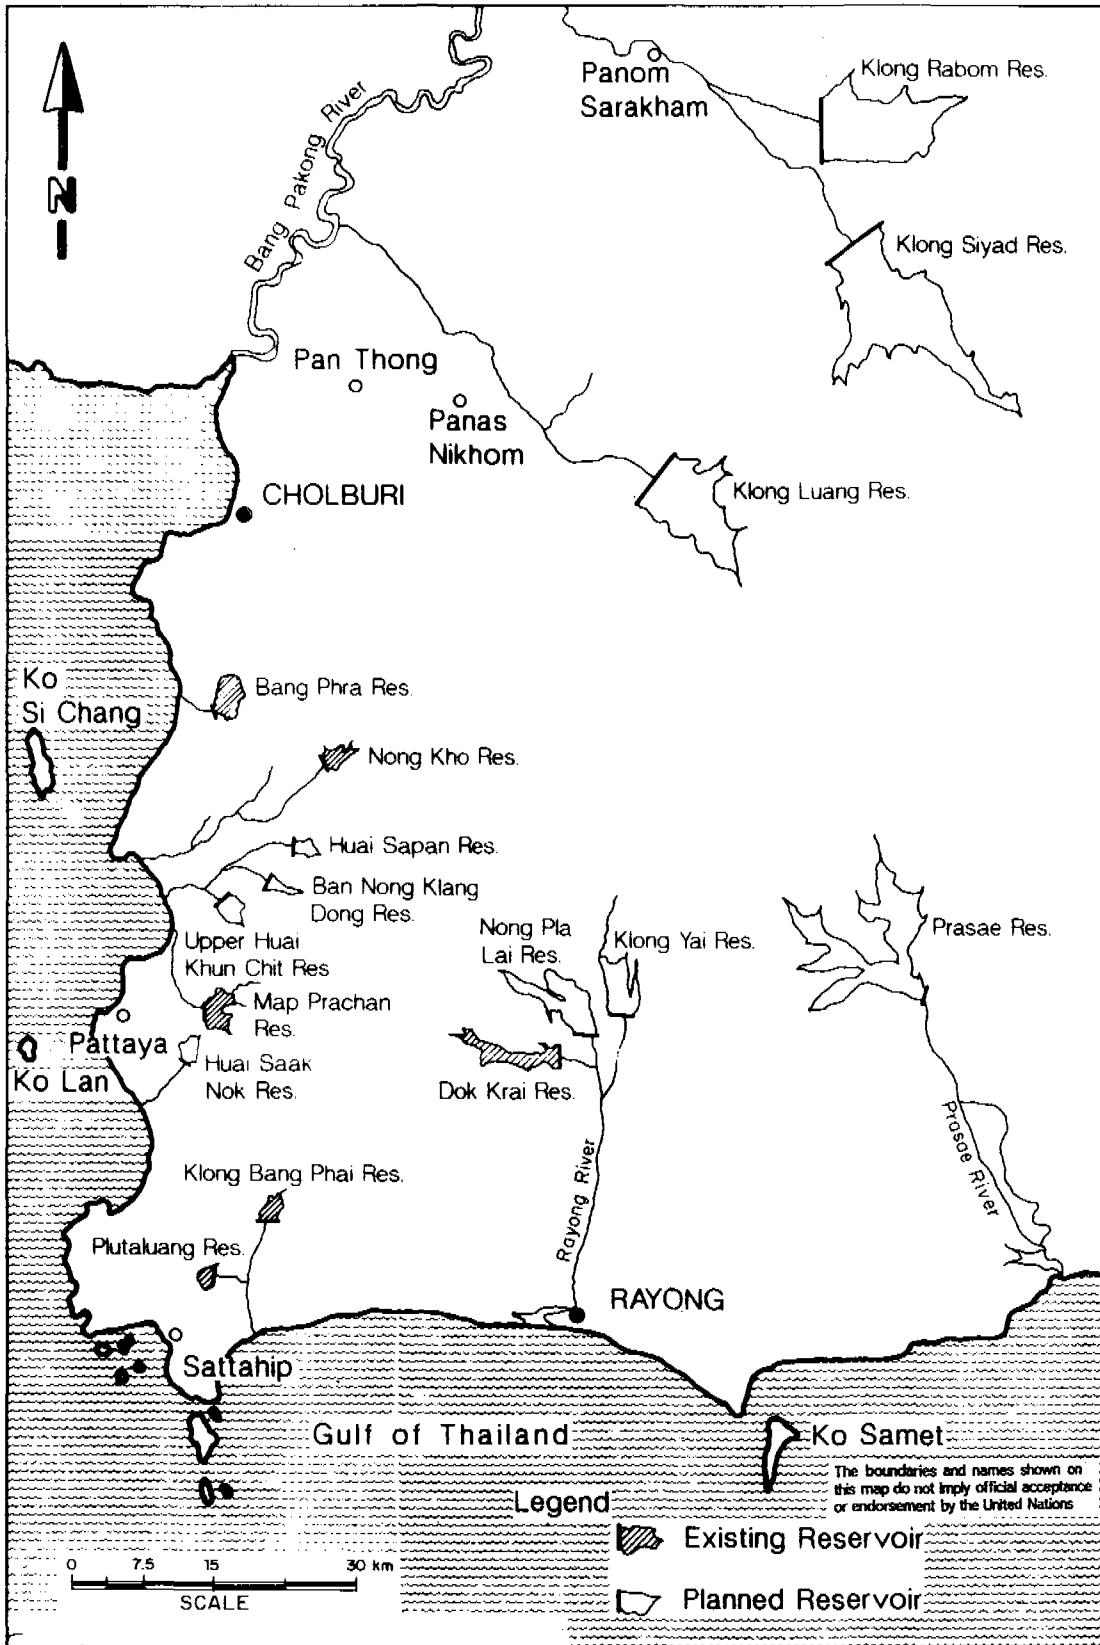 Panom
Sarakham
Klong Rabom Res.
N
Bang Pakong River
Klong Siyad Res.
Pan Thong
Panas
Nikhom
Klong Luang Res.
CHOLBURI
Ko
Si Chang
Bang Phra Res.
Nong Kho Res.
Huai Sapan Res.
Ban Nong Klang
Dong Res.
Upper Huai
Khun Chit Res
Nong Pla
Lai Res.
Klong Yai Res.
Prasae Res.
Map Prachan
Res.
Pattaya
Ko Lan
Huai Saak
Nok Res.
Dok Krai Res.
Rayong River
Prasae River
Klong Bang Phai Res.
Plutaluang Res.
RAYONG
Sattahip
Gulf of Thailand
Ko Samet
The boundaries and names shown on
this map do not imply official acceptance
or endorsement by the United Nations
Legend
Existing Reservoir
Planned Reservoir
0 7.5 15 30 km
SCALE